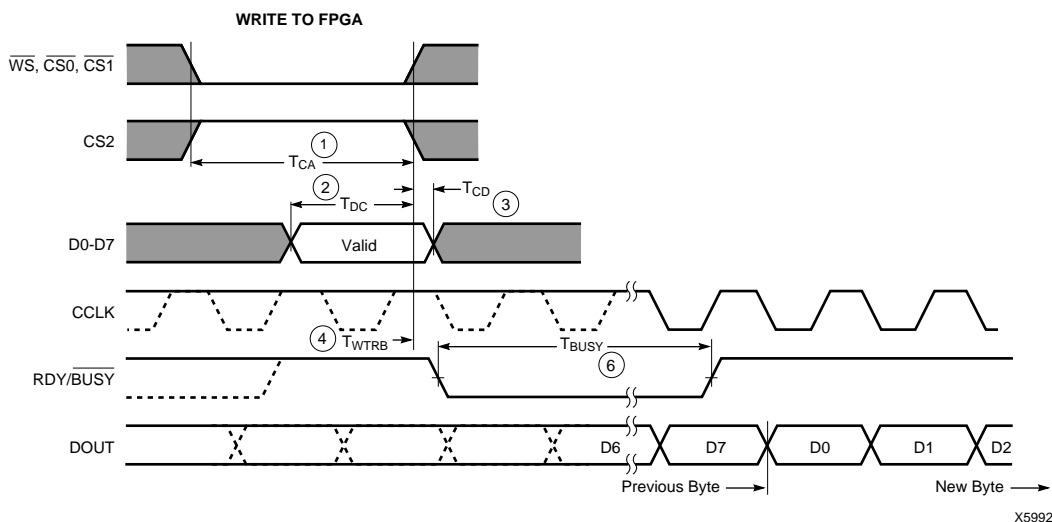 WRITE TO FPGA
WS, CS0, CS1
CS2
1
TCA
2
TDC
TCD
3
D0-D7
Valid
CCLK
4
TWTRB
TBUSY
6
RDY/BUSY
DOUT
D6
D7
D0
D1
D2
Previous Byte
New Byte
X5992